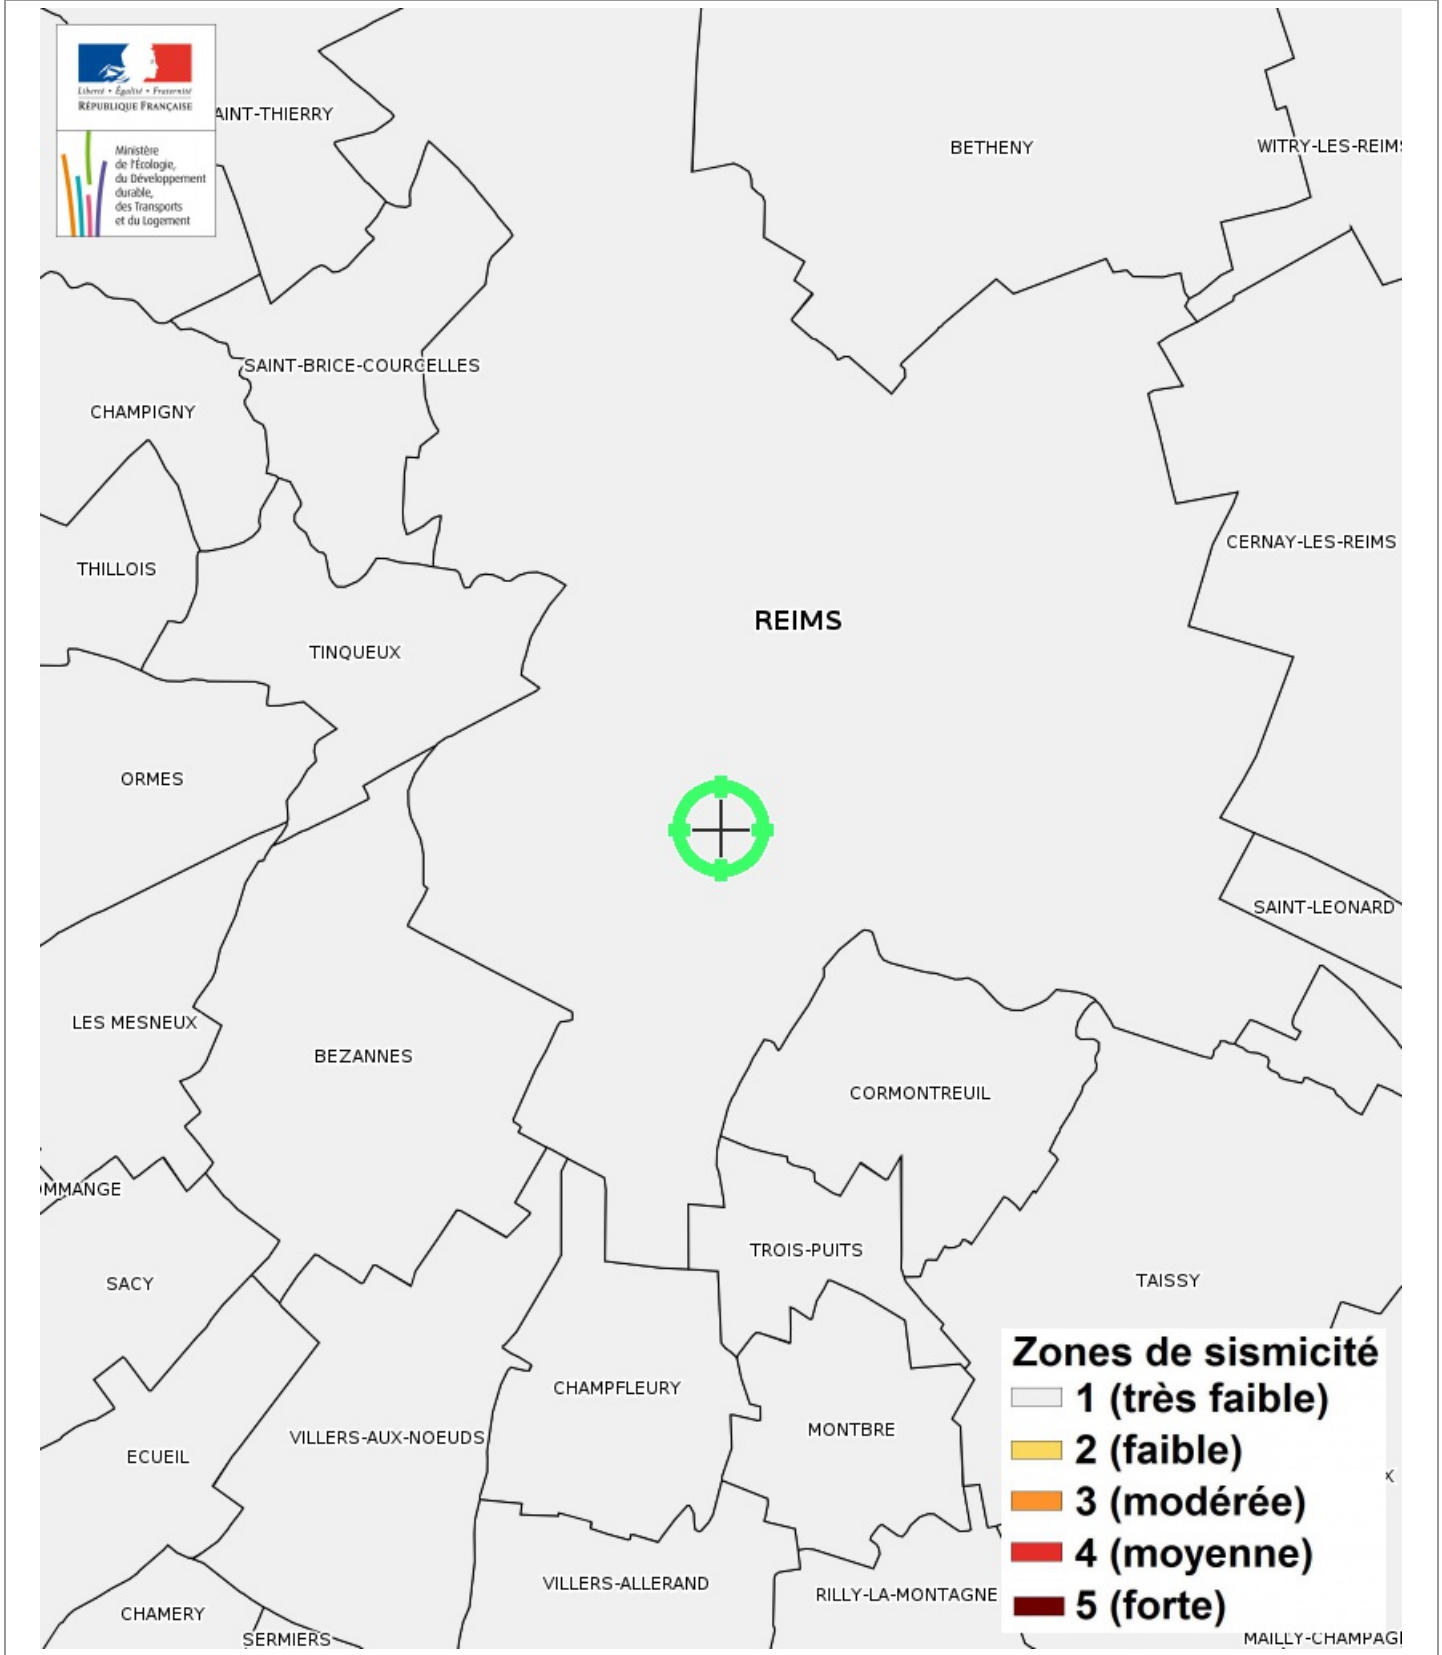 Liberté • Égalité • Fraternité
RÉPUBLIQUE FRANÇAISE
Ministère
de l'Écologie,
du Développement
durable,
des Transports
et du Logement
AINT-THIERRY
BETHENY
WITRY-LES-REIMS
SAINT-BRICE-COURCELLES
CHAMPIGNY
CERNAY-LES-REIMS
THILLOIS
REIMS
TINQUEUX
ORMES
SAINT-LEONARD
LES MESNEUX
BEZANNES
CORMONTREUIL
OMMANGE
TROIS-PUITS
SACY
TAISSY
CHAMPFLEURY
MONTBRE
VILLERS-AUX-NOEUDS
ECUEIL
X
VILLERS-ALLERAND
RILLY-LA-MONTAGNE
CHAMERY
SERMIERS
MAILLY-CHAMPAG
Zones de sismicité
1 (très faible)
2 (faible)
3 (modérée)
4 (moyenne)
5 (forte)